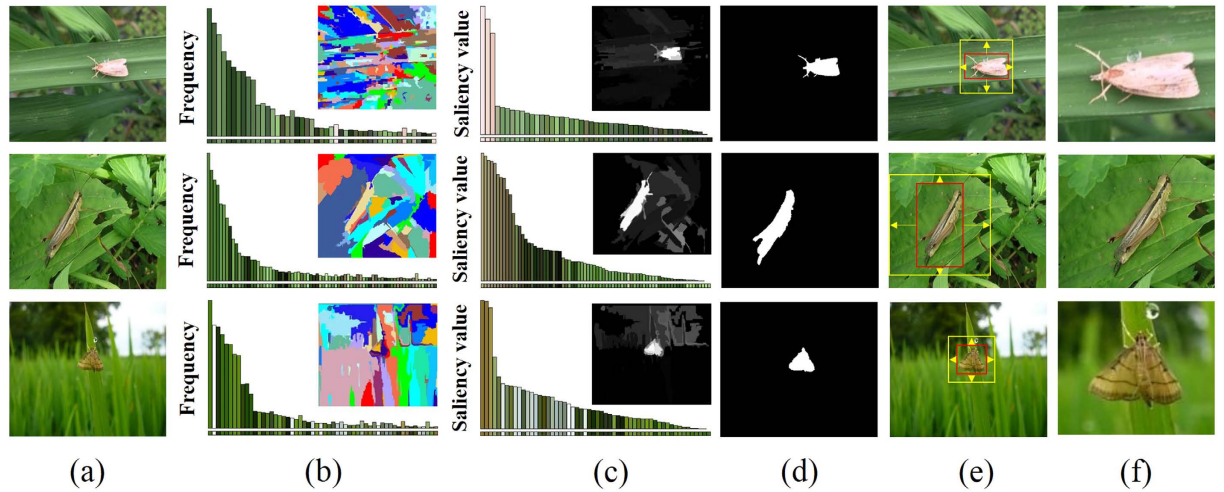 Frequency
Saliency value
Frequency
Saliency value
Frequency
Saliency value
(a) (b) (c) (d) (e) (f)